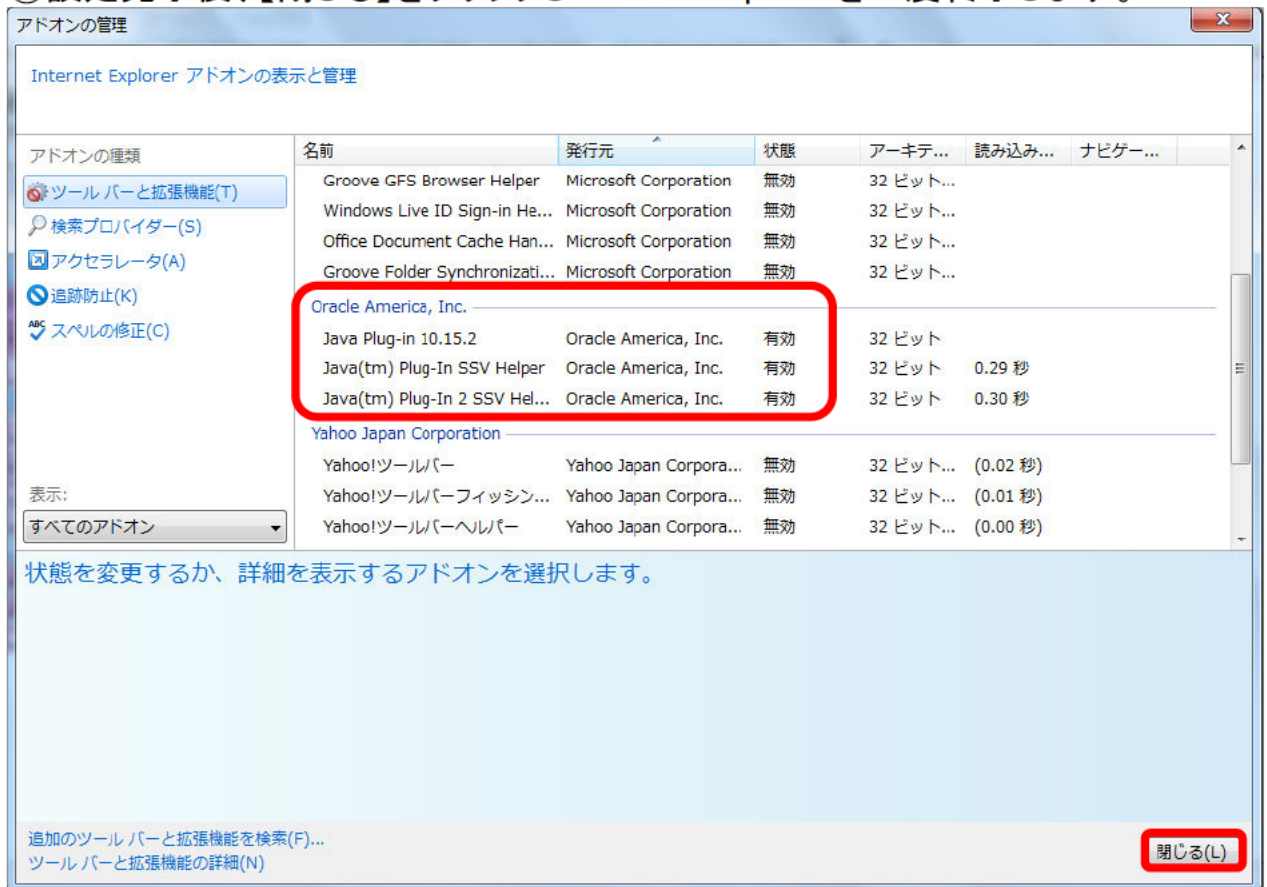 アドオンの管理
Internet Explorer アドオンの表示と管理
アドオンの種類
ツール バーと拡張機能(T)
検索プロバイダー(S)
アクセラレータ(A)
追跡防止(K)
スペルの修正(C)
表示:
すべてのアドオン
名前 発行元 状態 アーキテ... 読み込み... ナビゲー...
Groove GFS Browser Helper Microsoft Corporation 無効 32 ビット...
Windows Live ID Sign-in He... Microsoft Corporation 無効 32 ビット...
Office Document Cache Han... Microsoft Corporation 無効 32 ビット...
Groove Folder Synchronizati... Microsoft Corporation 無効 32 ビット...
Oracle America, Inc.
Java Plug-in 10.15.2 Oracle America, Inc. 有効 32 ビット
Java(tm) Plug-In SSV Helper Oracle America, Inc. 有効 32 ビット 0.29 秒
Java(tm) Plug-In 2 SSV Hel... Oracle America, Inc. 有効 32 ビット 0.30 秒
Yahoo Japan Corporation
Yahoo!ツールバー Yahoo Japan Corpora... 無効 32 ビット... (0.02 秒)
Yahoo!ツールバーフィッシン... Yahoo Japan Corpora... 無効 32 ビット... (0.01 秒)
Yahoo!ツールバーヘルパー Yahoo Japan Corpora... 無効 32 ビット... (0.00 秒)
状態を変更するか、詳細を表示するアドオンを選択します。
追加のツール バーと拡張機能を検索(F)...
ツール バーと拡張機能の詳細(N)
閉じる(L)